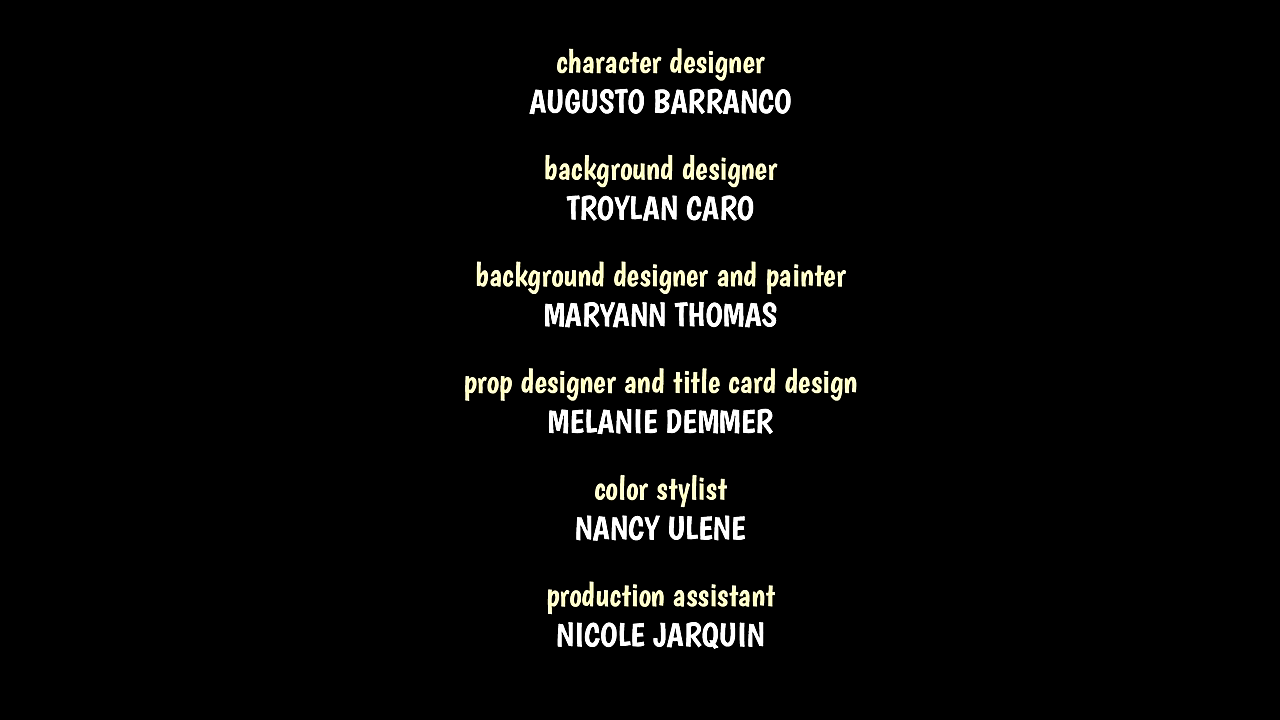 character designer
AUGUSTO BARRANCO
background designer
TROYLAN CARO
background designer and painter
MARYANN THOMAS
prop designer and title card design
MELANIE DEMMER
color stylist
NANCY ULENE
production assistant
NICOLE JARQUIN